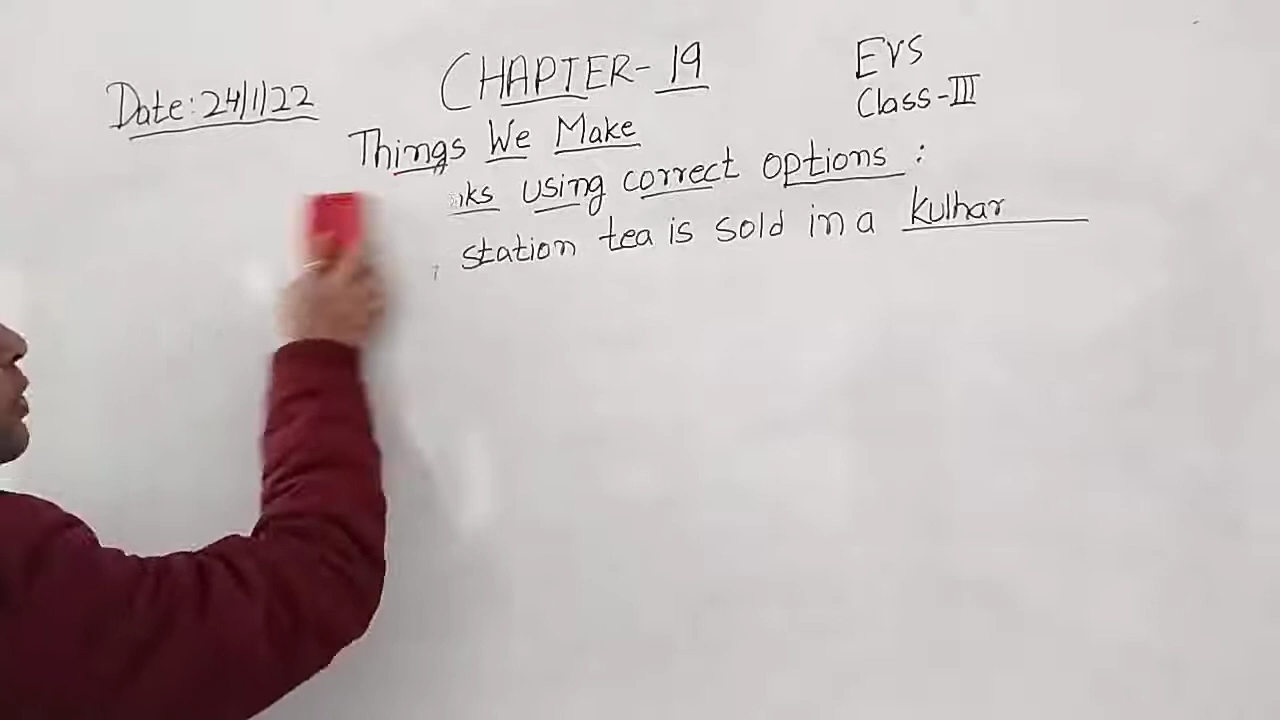 CHAPTER-19
EVS
Date: 24/1/22
Class-III
Things We Make
using correct options :
station tea is sold in a kulhar